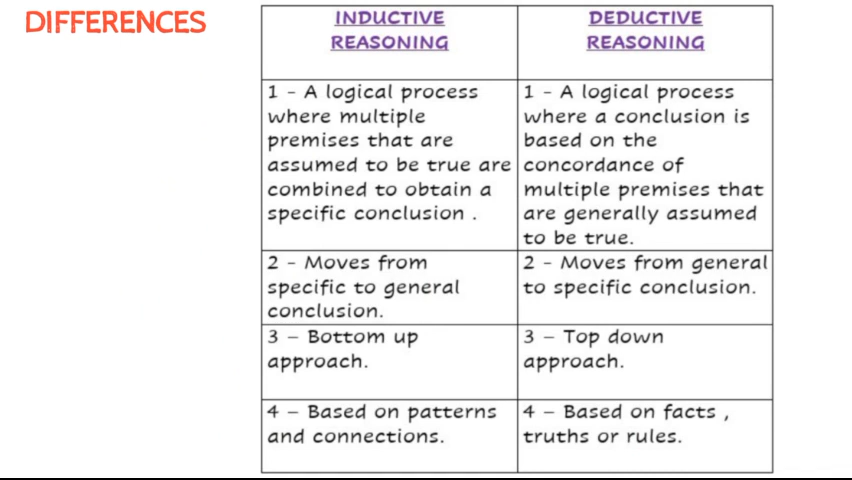 DIFFERENCES
INDUCTIVE
REASONING
DEDUCTIVE
REASONING
1 - A logical process
where multiple
premises that are
assumed to be true are
combined to obtain a
specific conclusion .
1 - A logical process
where a conclusion is
based on the
concordance of
multiple premises that
are generally assumed
to be true.
2 - Moves from
specific to general
conclusion.
2 - Moves from general
to specific conclusion.
3 – Bottom up
approach.
3 – Top down
approach.
4 – Based on patterns
and connections.
4 – Based on facts ,
truths or rules.